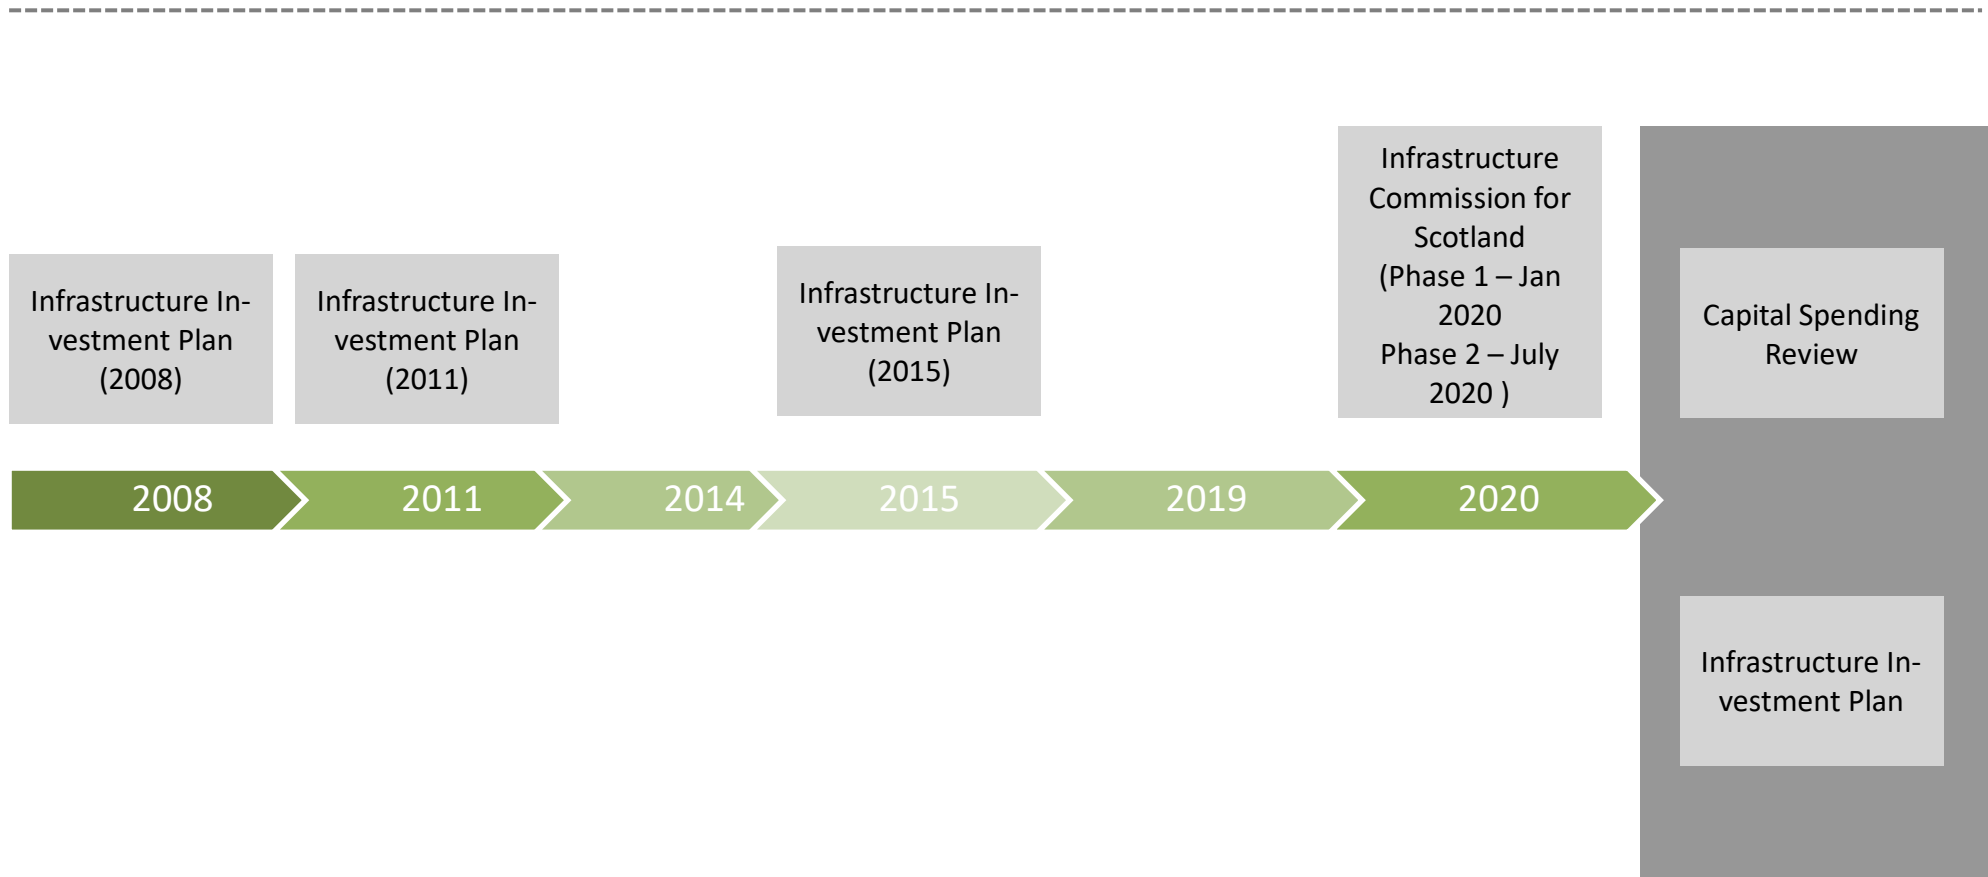 Infrastructure In-
vestment Plan
(2008)
Infrastructure In-
vestment Plan
(2011)
Infrastructure In-
vestment Plan
(2015)
Infrastructure
Commission for
Scotland
(Phase 1 – Jan
2020
Phase 2 – July
2020 )
Capital Spending
Review
2008
2011
2014
2015
2019
2020
Infrastructure In-
vestment Plan